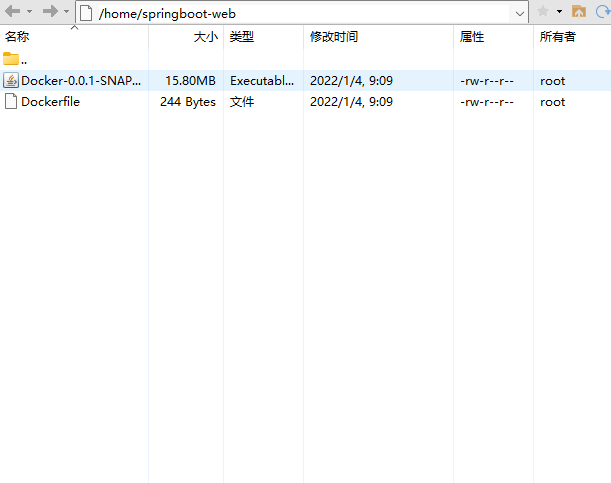 /home/springboot-web
名称 大小 类型 修改时间 属性 所有者
..
Docker-0.0.1-SNAP... 15.80MB Executabl... 2022/1/4, 9:09 -rw-r--r-- root
Dockerfile 244 Bytes 文件 2022/1/4, 9:09 -rw-r--r-- root